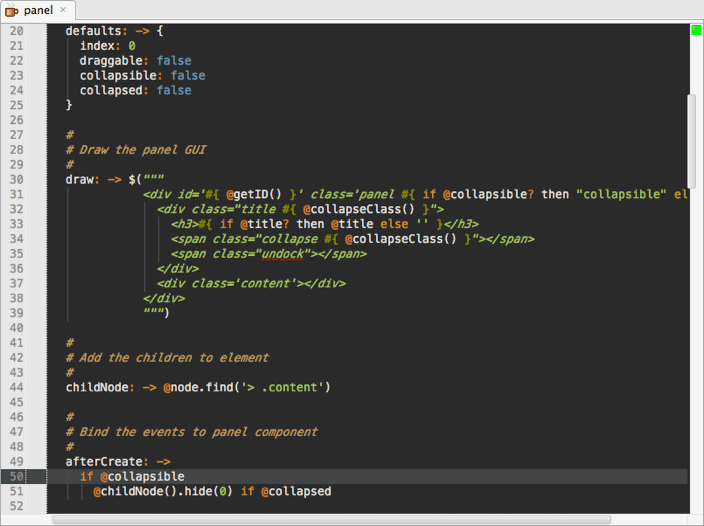 panel
20 defaults: -> {
21 index: 0
22 draggable: false
23 collapsible: false
24 collapsed: false
25 }
26
27 #
28 # Draw the panel GUI
29 #
30 draw: -> $("""
31 <div id='#{ @getID() }' class='panel #{ if @collapsible? then "collapsible" el
32 <div class="title #{ @collapseClass() }">
33 <h3>#{ if @title? then @title else '' }</h3>
34 <span class="collapse #{ @collapseClass() }"></span>
35 <span class="undock"></span>
36 </div>
37 <div class='content'></div>
38 </div>
39 """)
40
41 #
42 # Add the children to element
43 #
44 childNode: -> @node.find('> .content')
45
46 #
47 # Bind the events to panel component
48 #
49 afterCreate: ->
50 if @collapsible
51 @childNode().hide(0) if @collapsed
52